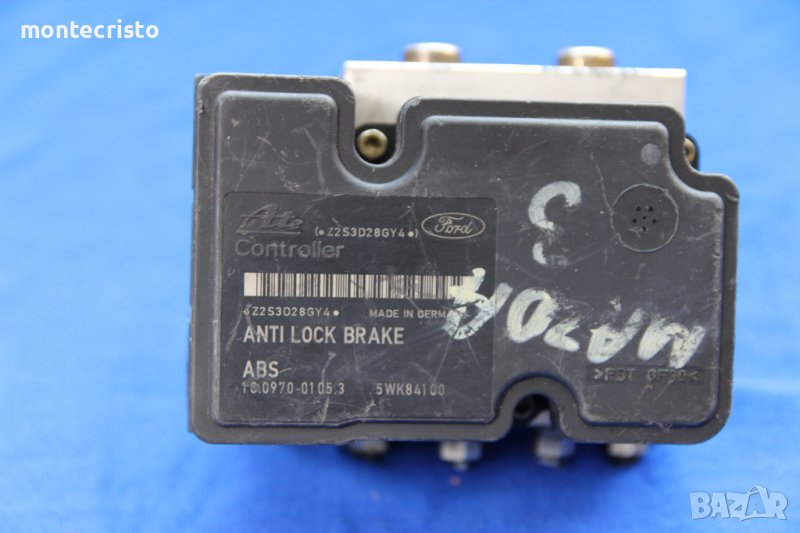 montecristo
Ate (•Z2S3D28GY4•) Ford
Controller
•Z2S3D28GY4• MADE IN GERMANY
ANTI LOCK BRAKE
ABS
10.0970-0105.3 5WK84100
3
MAZDA
>PBT GF30<
BAZAR